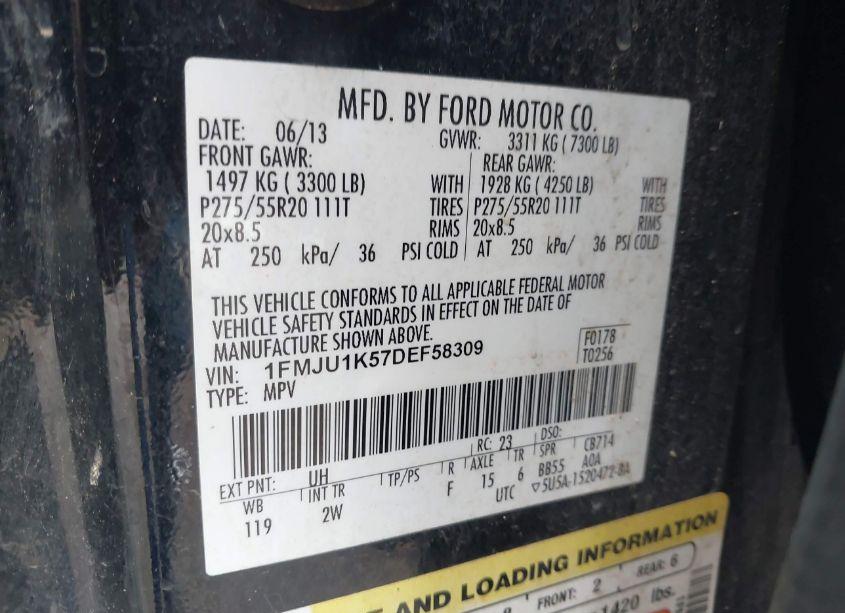 MFD. BY FORD MOTOR CO.
DATE: 06/13 GVWR: 3311 KG ( 7300 LB)
FRONT GAWR: REAR GAWR:
1497 KG ( 3300 LB) WITH 1928 KG ( 4250 LB) WITH
P275/55R20 111T TIRES P275/55R20 111T TIRES
20x8.5 RIMS 20x8.5 RIMS
AT 250 kPa/ 36 PSI COLD AT 250 kPa/ 36 PSI COLD
THIS VEHICLE CONFORMS TO ALL APPLICABLE FEDERAL MOTOR
VEHICLE SAFETY STANDARDS IN EFFECT ON THE DATE OF
MANUFACTURE SHOWN ABOVE.
VIN: 1FMJU1K57DEF58309 F0178
TYPE: MPV T0256
RC: 23 DSO:
EXT PNT: UH
WB INT TR TP/PS R AXLE TR SPR CB714
119 2W F 15 6 BB55 AOA
UTC ▽5U5A-1520472-BA
AND LOADING INFORMATION
FRONT: 2 REAR: 6
1420 lbs.